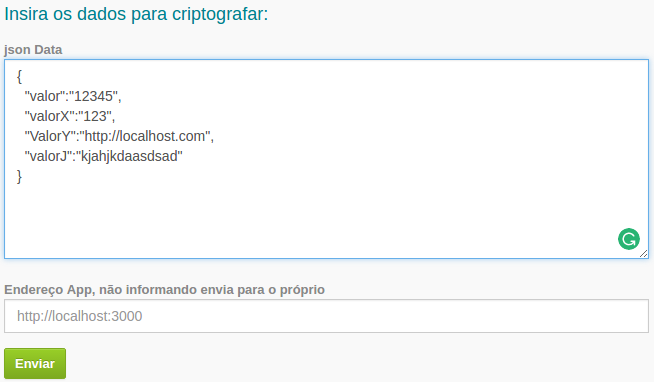 Insira os dados para criptografar:
json Data
{
"valor":"12345",
"valorX":"123",
"ValorY":"http://localhost.com",
"valorJ":"kjahjkdaasdsad"
}
Endereço App, não informando envia para o próprio
http://localhost:3000
Enviar